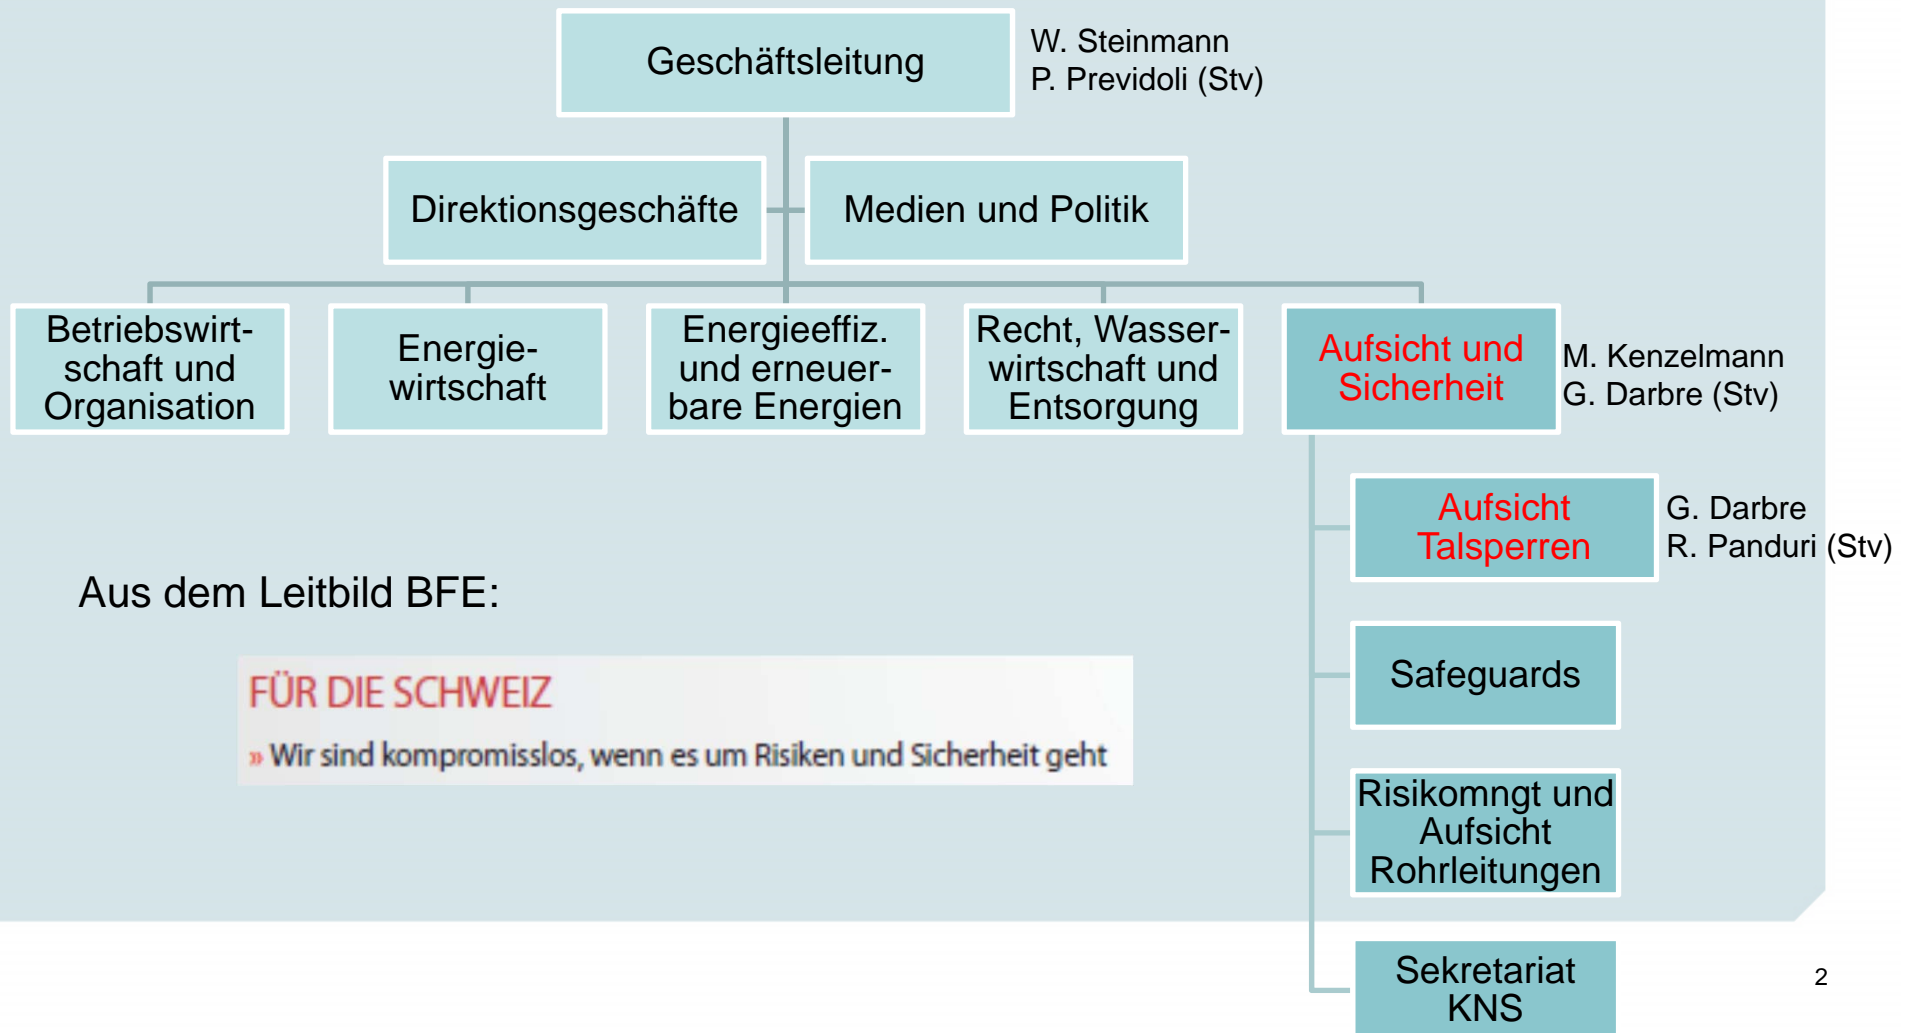 Geschäftsleitung
W. Steinmann
P. Previdoli (Stv)
Direktionsgeschäfte
Medien und Politik
Betriebswirt-
schaft und
Organisation
Energie-
wirtschaft
Energieeffiz.
und erneuer-
bare Energien
Recht, Wasser-
wirtschaft und
Entsorgung
Aufsicht und
Sicherheit
M. Kenzelmann
G. Darbre (Stv)
Aufsicht
Talsperren
G. Darbre
R. Panduri (Stv)
Aus dem Leitbild BFE:
FÜR DIE SCHWEIZ
» Wir sind kompromisslos, wenn es um Risiken und Sicherheit geht
Safeguards
Risikomngt und
Aufsicht
Rohrleitungen
Sekretariat
KNS
2